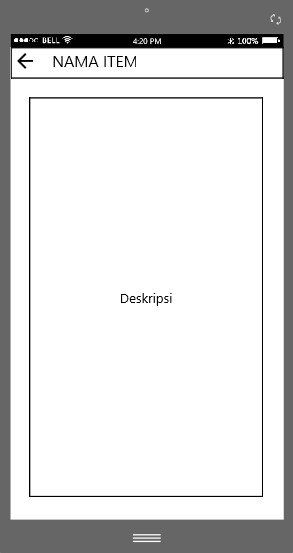 BELL 4:20 PM 100%
NAMA ITEM
Deskripsi